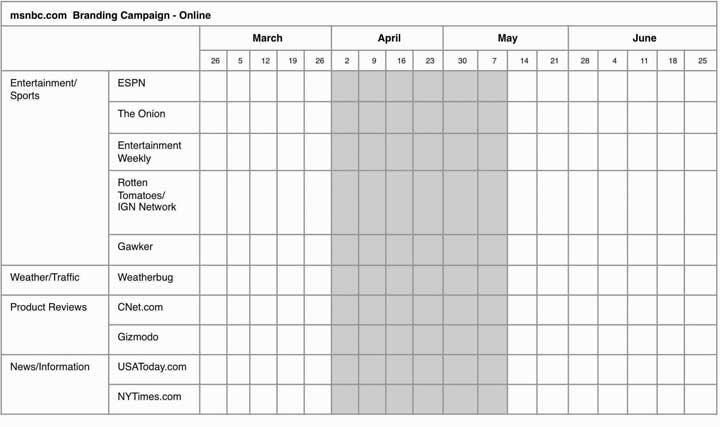 msnbc.com Branding Campaign - Online
March April May June
26 5 12 19 26 2 9 16 23 30 7 14 21 28 4 11 18 25
Entertainment/
Sports
ESPN
The Onion
Entertainment
Weekly
Rotten
Tomatoes/
IGN Network
Gawker
Weather/Traffic Weatherbug
Product Reviews CNet.com
Gizmodo
News/Information USAToday.com
NYTimes.com